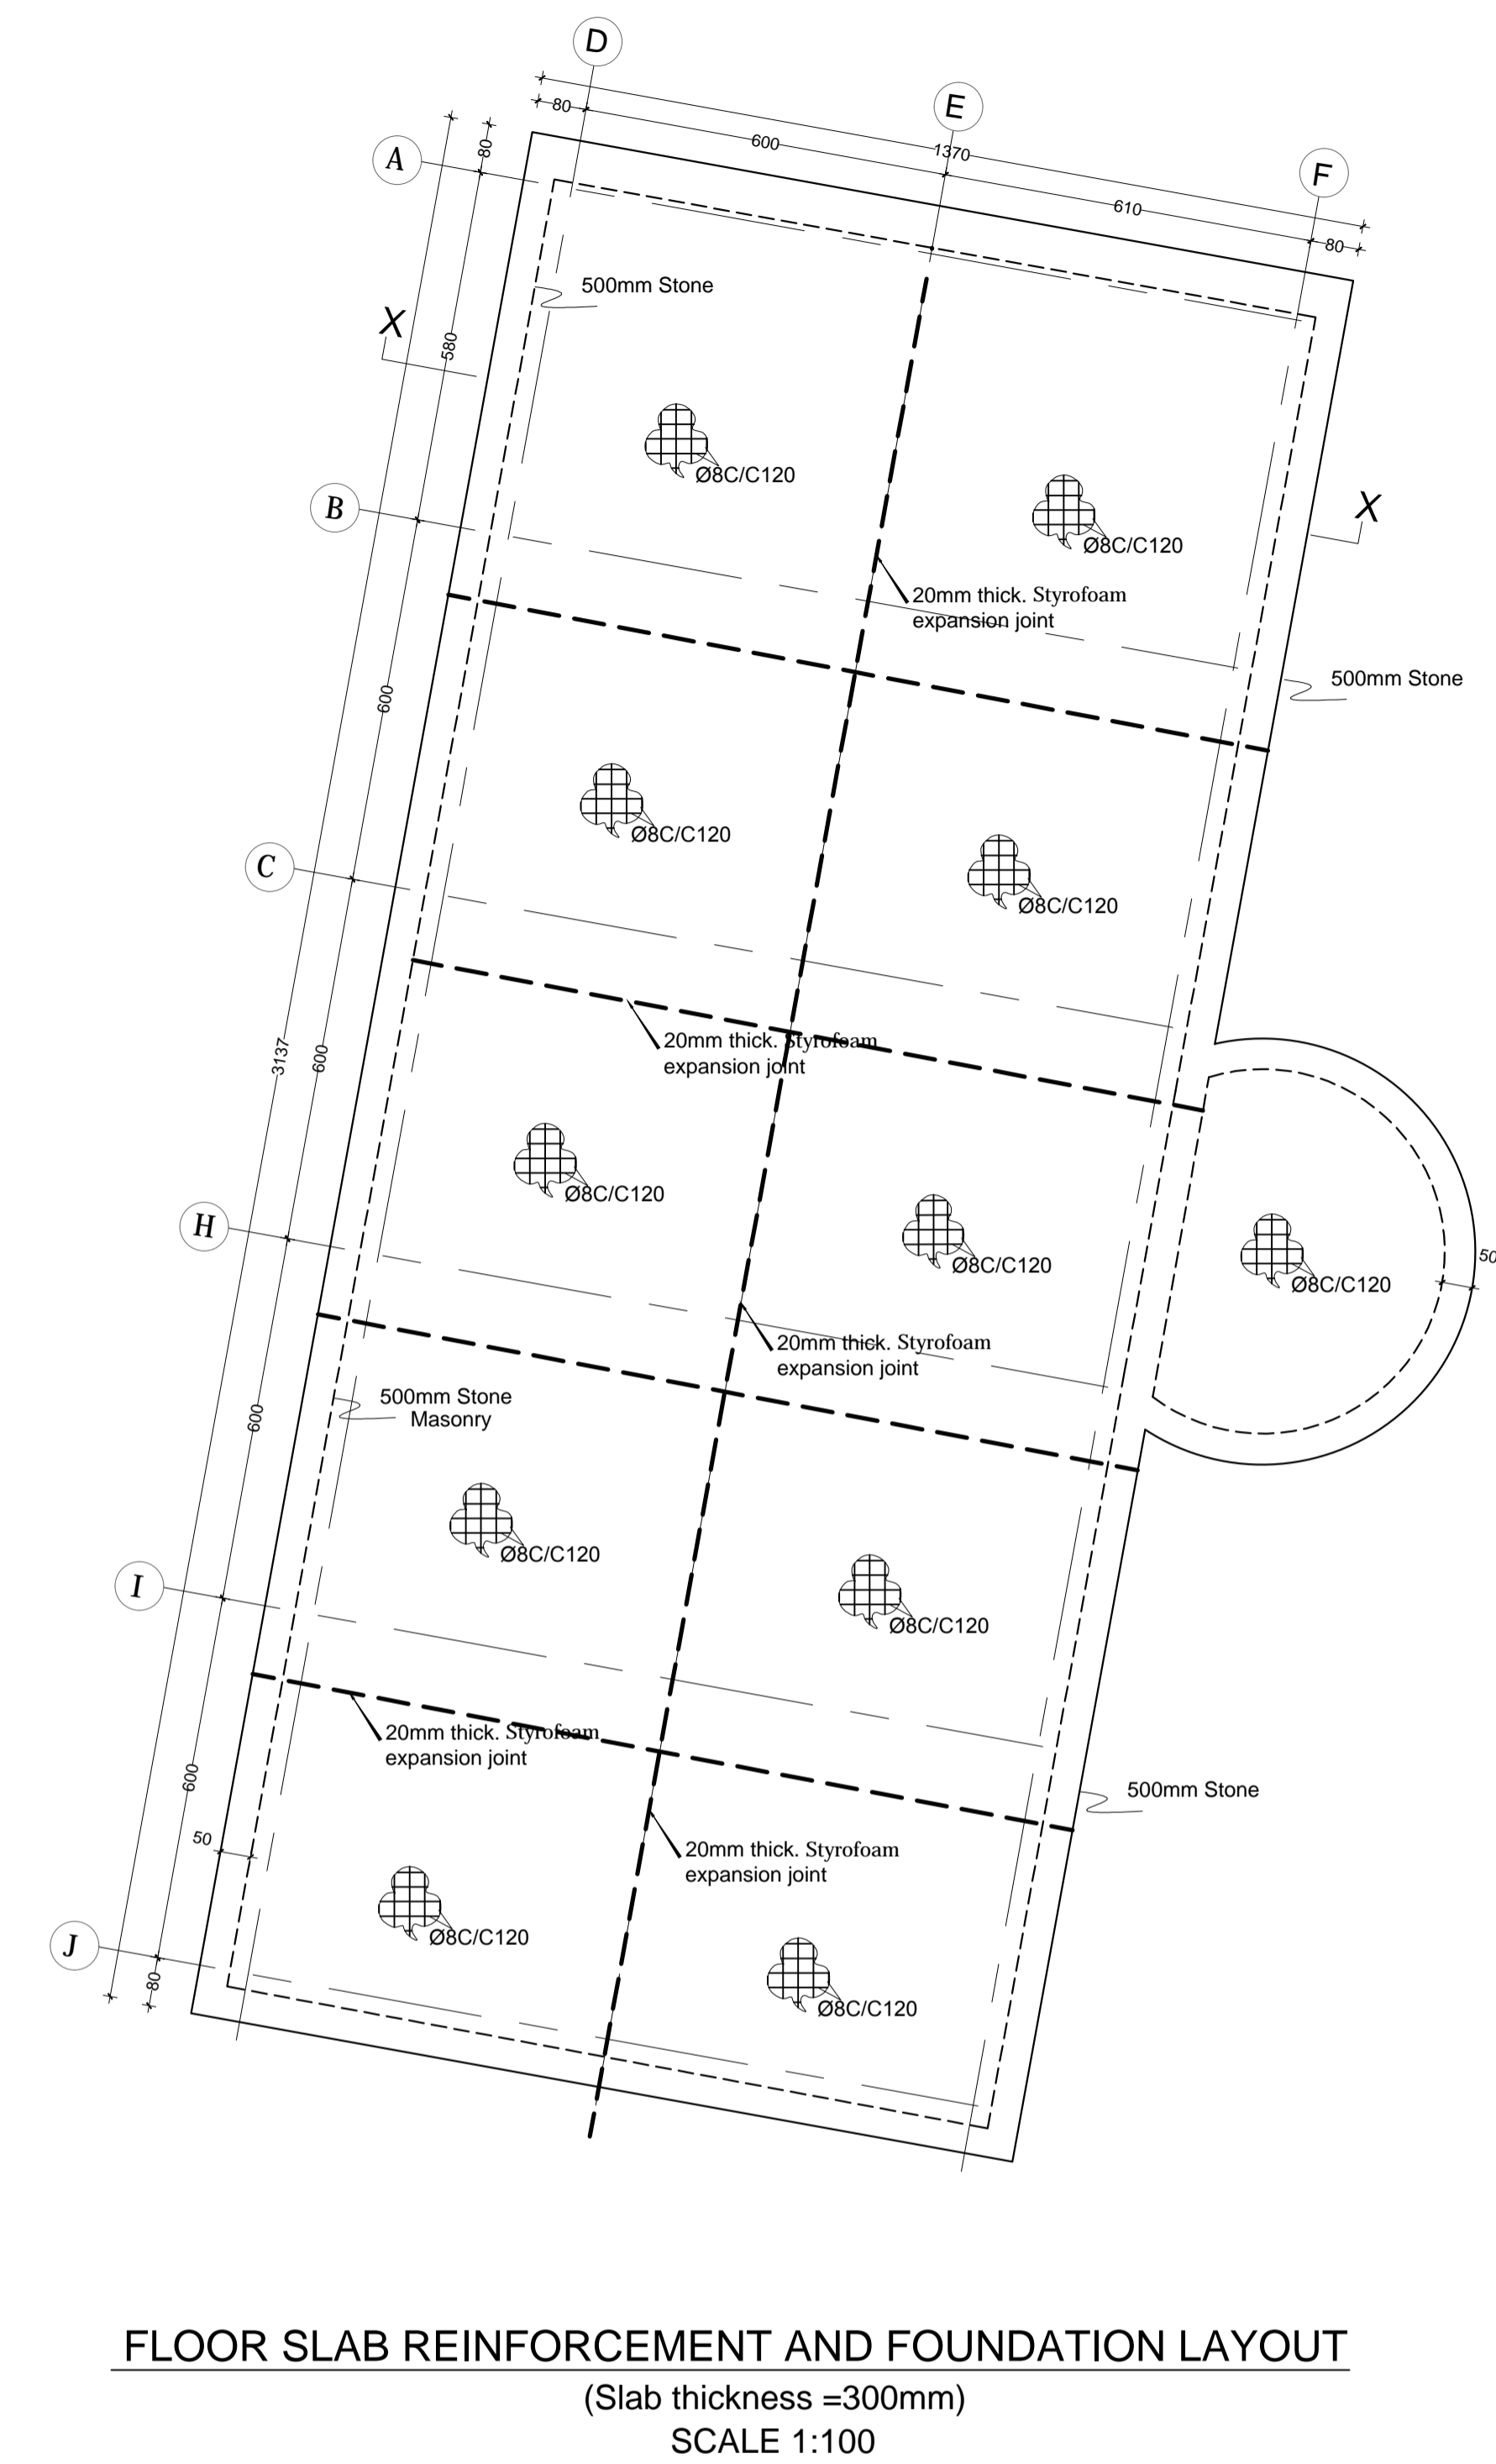 D
E
F
80
600
1370
610
80
A
80
500mm Stone
X
580
Ø8C/C120
B
Ø8C/C120
X
20mm thick. Styrofoam
expansion joint
500mm Stone
600
Ø8C/C120
C
Ø8C/C120
20mm thick. Styrofoam
expansion joint
3137
600
Ø8C/C120
H
Ø8C/C120
Ø8C/C120
50
20mm thick. Styrofoam
expansion joint
500mm Stone
Masonry
600
Ø8C/C120
I
Ø8C/C120
20mm thick. Styrofoam
expansion joint
600
500mm Stone
50
20mm thick. Styrofoam
expansion joint
Ø8C/C120
J
80
Ø8C/C120
FLOOR SLAB REINFORCEMENT AND FOUNDATION LAYOUT
(Slab thickness =300mm)
SCALE 1:100